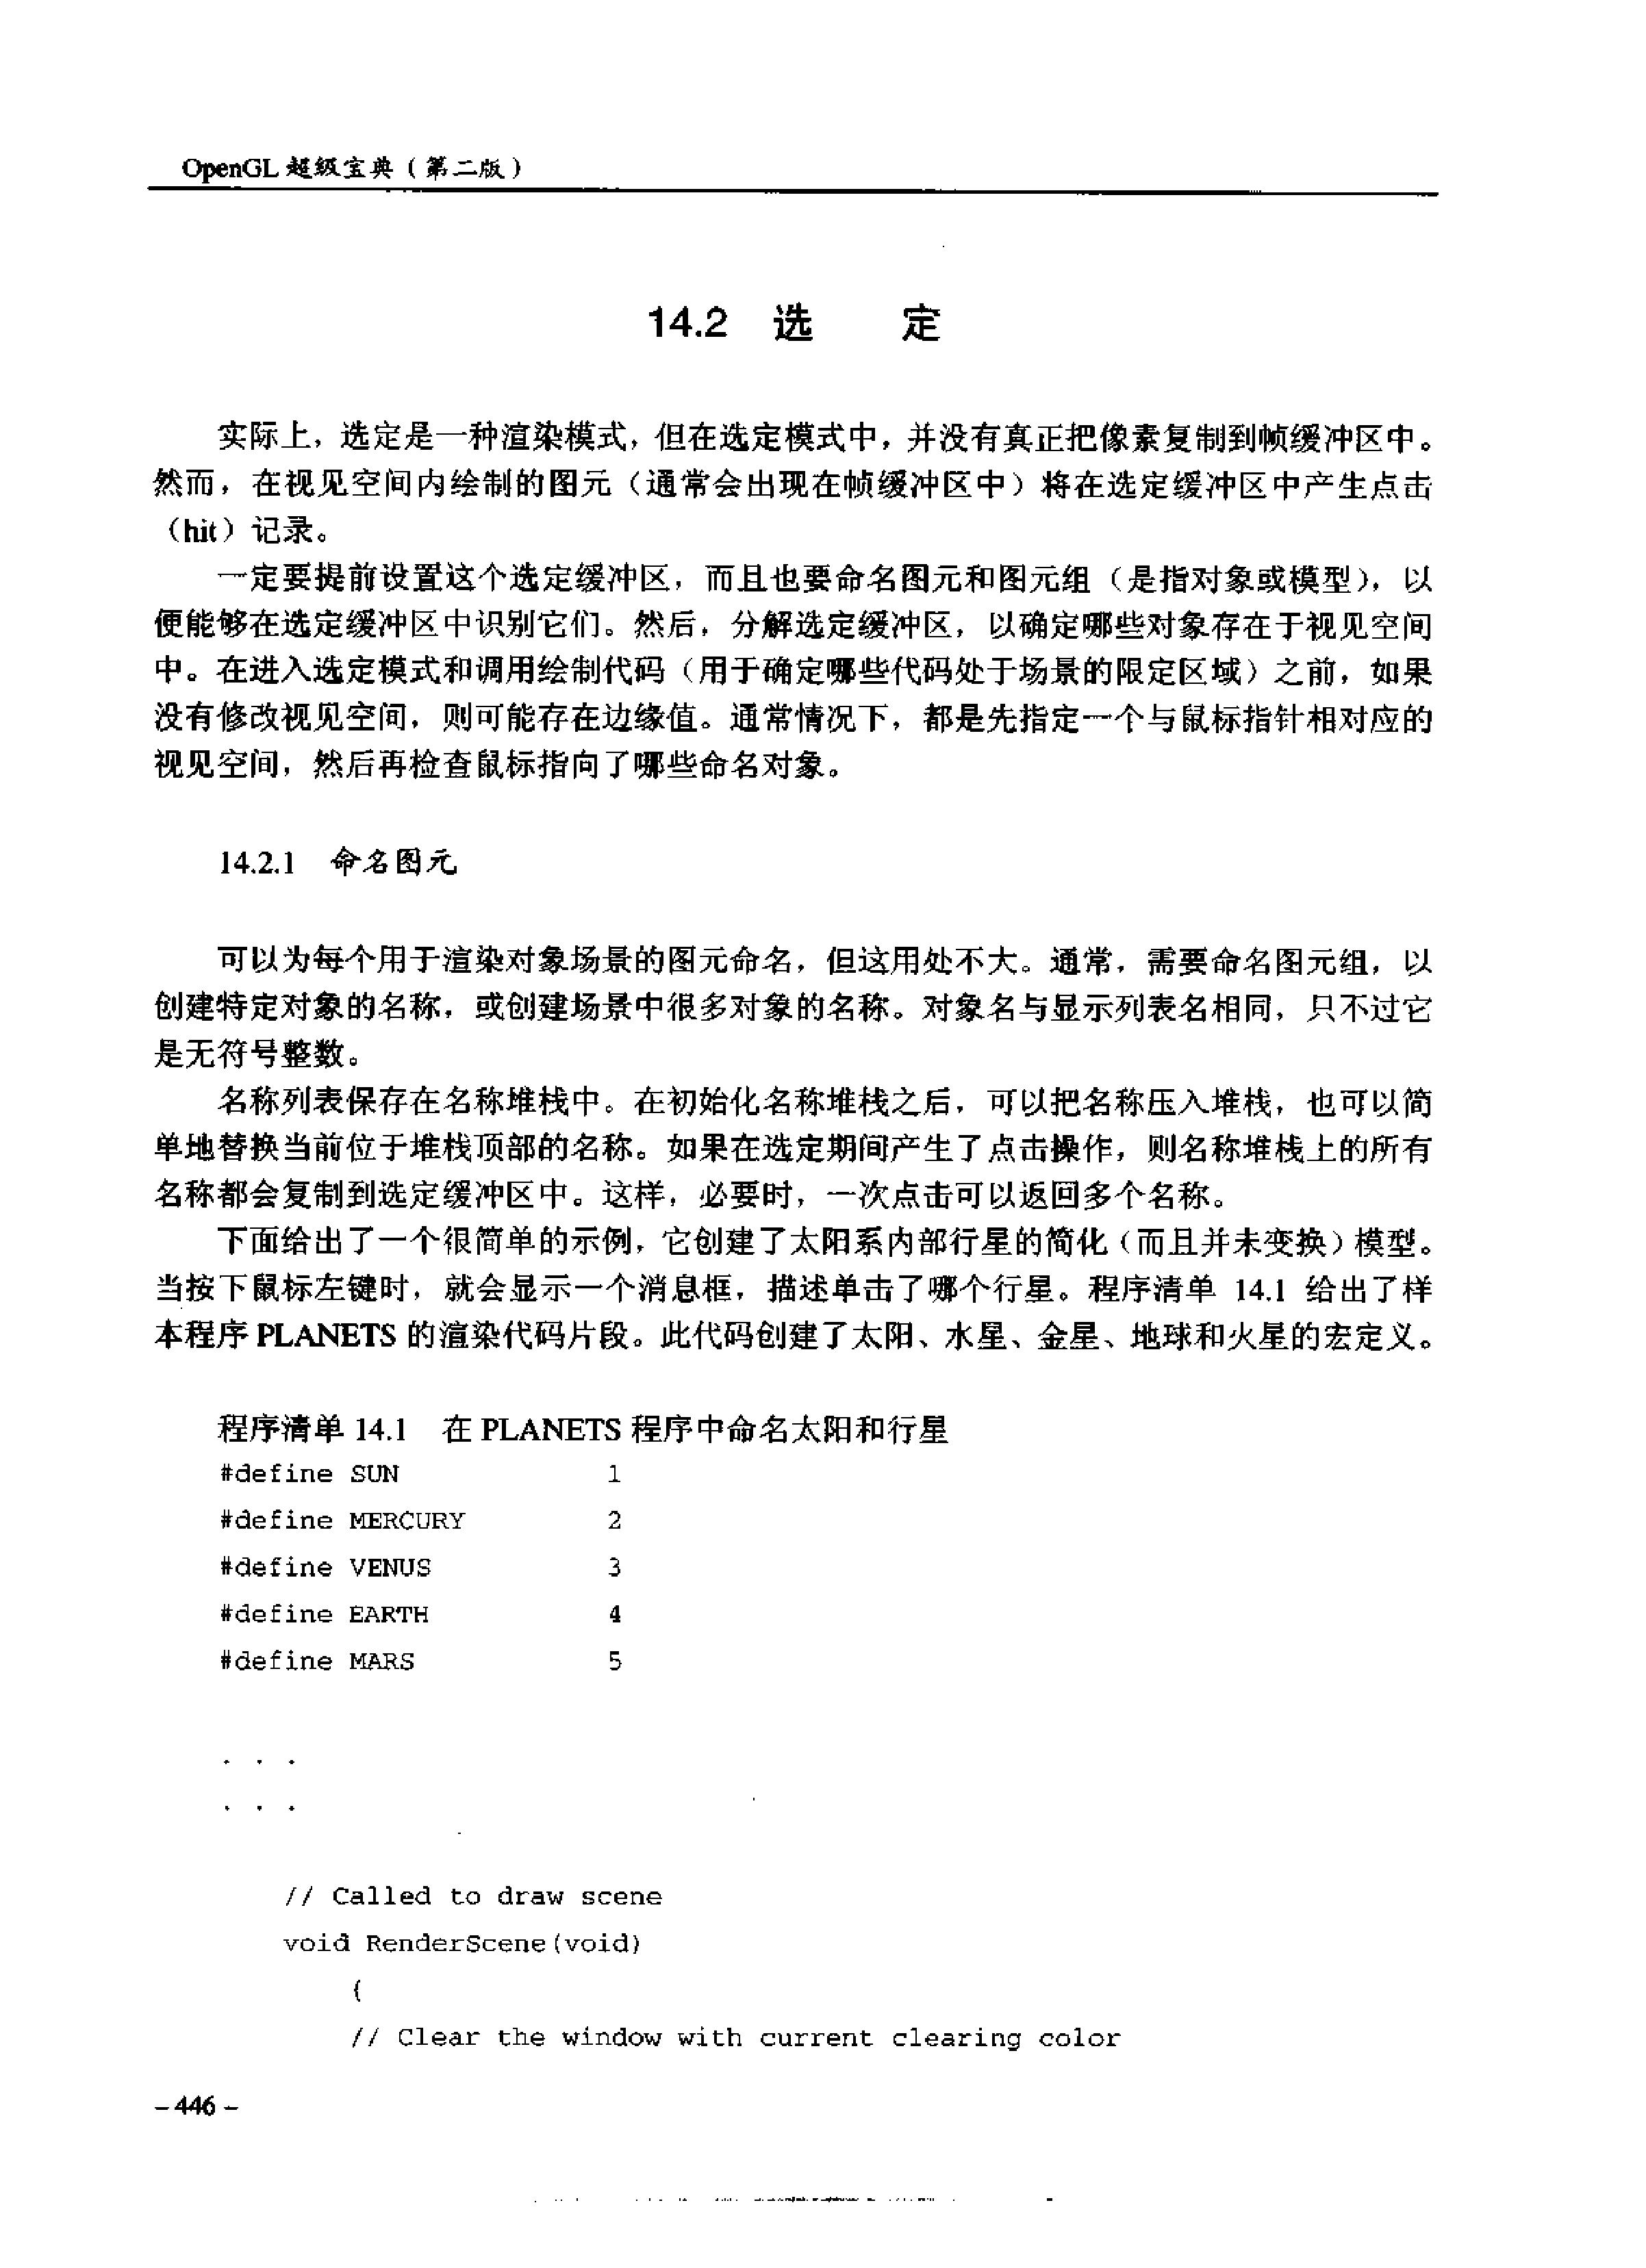 OpenGL 超级宝典（第二版）
14.2 选 定
实际上，选定是一种渲染模式，但在选定模式中，并没有真正把像素复制到帧缓冲区中。
然而，在视见空间内绘制的图元（通常会出现在帧缓冲区中）将在选定缓冲区中产生点击
（hit）记录。
一定要提前设置这个选定缓冲区，而且也要命名图元和图元组（是指对象或模型），以
便能够在选定缓冲区中识别它们。然后，分解选定缓冲区，以确定哪些对象存在于视见空间
中。在进入选定模式和调用绘制代码（用于确定哪些代码处于场景的限定区域）之前，如果
没有修改视见空间，则可能存在边缘值。通常情况下，都是先指定一个与鼠标指针相对应的
视见空间，然后再检查鼠标指向了哪些命名对象。
14.2.1 命名图元
可以为每个用于渲染对象场景的图元命名，但这用处不大。通常，需要命名图元组，以
创建特定对象的名称，或创建场景中很多对象的名称。对象名与显示列表名相同，只不过它
是无符号整数。
名称列表保存在名称堆栈中。在初始化名称堆栈之后，可以把名称压入堆栈，也可以简
单地替换当前位于堆栈顶部的名称。如果在选定期间产生了点击操作，则名称堆栈上的所有
名称都会复制到选定缓冲区中。这样，必要时，一次点击可以返回多个名称。
下面给出了一个很简单的示例，它创建了太阳系内部行星的简化（而且并未变换）模型。
当按下鼠标左键时，就会显示一个消息框，描述单击了哪个行星。程序清单 14.1 给出了样
本程序 PLANETS 的渲染代码片段。此代码创建了太阳、水星、金星、地球和火星的宏定义。
程序清单 14.1 在 PLANETS 程序中命名太阳和行星
#define SUN 1
#define MERCURY 2
#define VENUS 3
#define EARTH 4
#define MARS 5
. . .
. . .
// Called to draw scene
void RenderScene(void)
{
// Clear the window with current clearing color
– 446 –